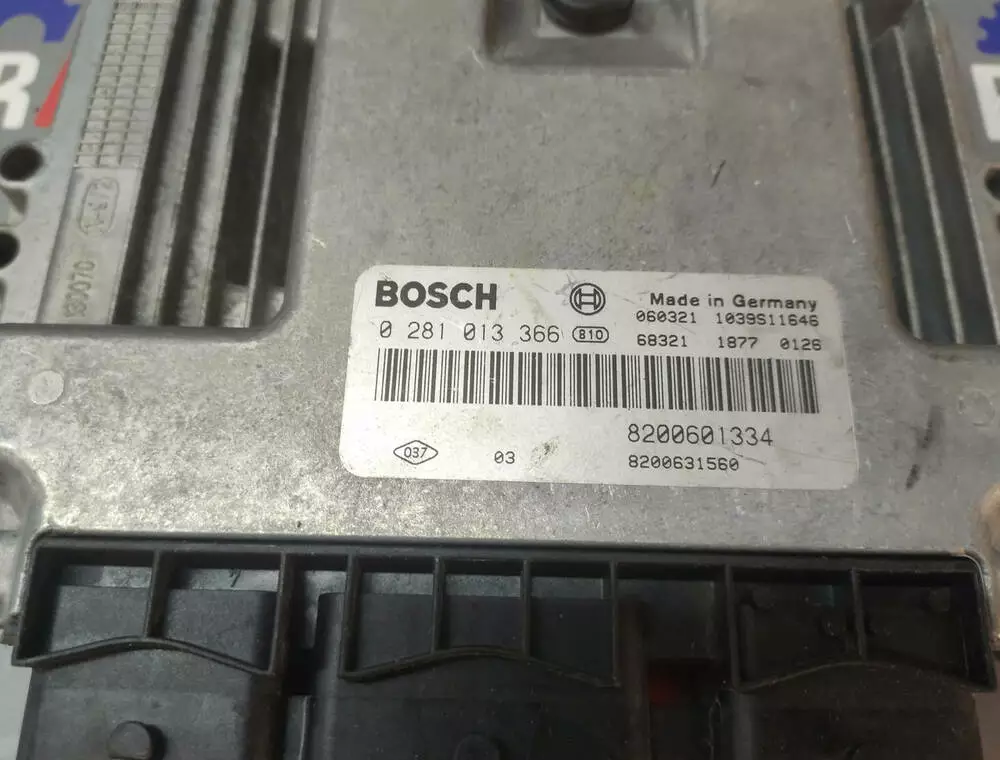 R
BOSCH
Made in Germany
060321 1039S11646
0 281 013 366 810
68321 1877 0126
8200601334
037 03
8200631560